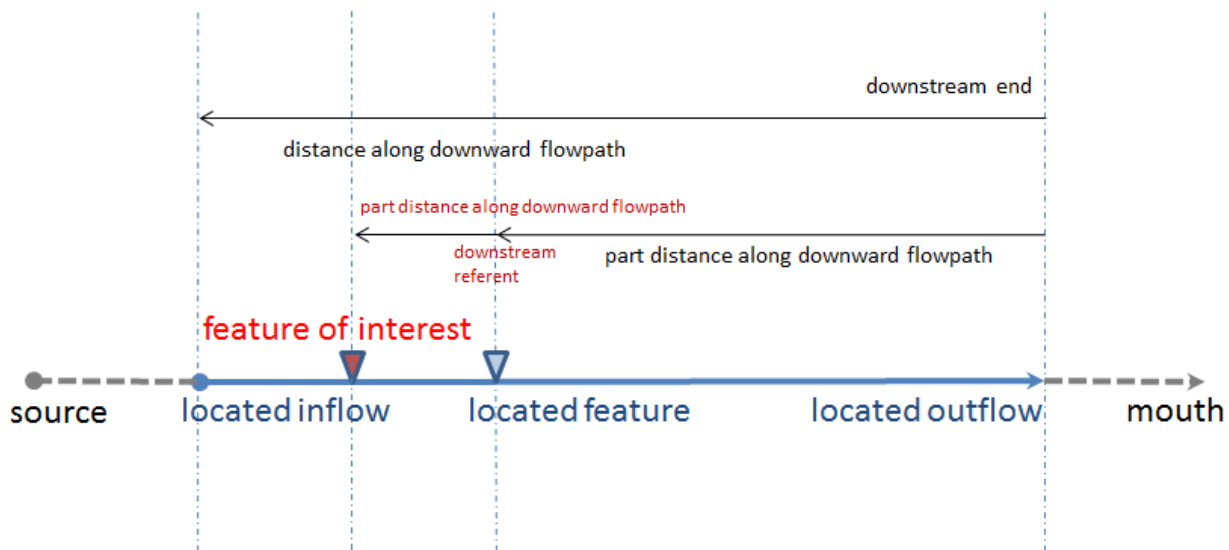 downstream end
distance along downward flowpath
part distance along downward flowpath
downstream
referent
part distance along downward flowpath
feature of interest
source
located inflow
located feature
located outflow
mouth